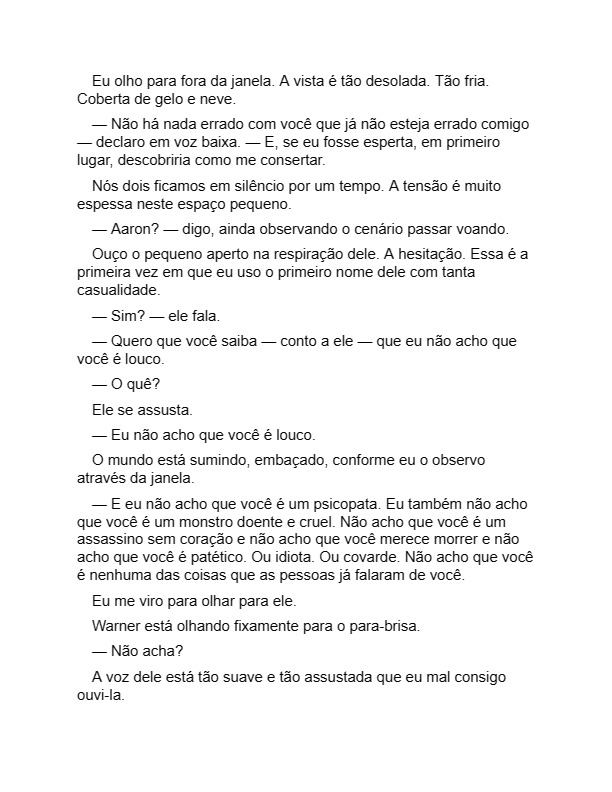 Eu olho para fora da janela. A vista é tão desolada. Tão fria.
Coberta de gelo e neve.
— Não há nada errado com você que já não esteja errado comigo
— declaro em voz baixa. — E, se eu fosse esperta, em primeiro
lugar, descobriria como me consertar.
Nós dois ficamos em silêncio por um tempo. A tensão é muito
espessa neste espaço pequeno.
— Aaron? — digo, ainda observando o cenário passar voando.
Ouço o pequeno aperto na respiração dele. A hesitação. Essa é a
primeira vez em que eu uso o primeiro nome dele com tanta
casualidade.
— Sim? — ele fala.
— Quero que você saiba — conto a ele — que eu não acho que
você é louco.
— O quê?
Ele se assusta.
— Eu não acho que você é louco.
O mundo está sumindo, embaçado, conforme eu o observo
através da janela.
— E eu não acho que você é um psicopata. Eu também não acho
que você é um monstro doente e cruel. Não acho que você é um
assassino sem coração e não acho que você merece morrer e não
acho que você é patético. Ou idiota. Ou covarde. Não acho que você
é nenhuma das coisas que as pessoas já falaram de você.
Eu me viro para olhar para ele.
Warner está olhando fixamente para o para-brisa.
— Não acha?
A voz dele está tão suave e tão assustada que eu mal consigo
ouvi-la.